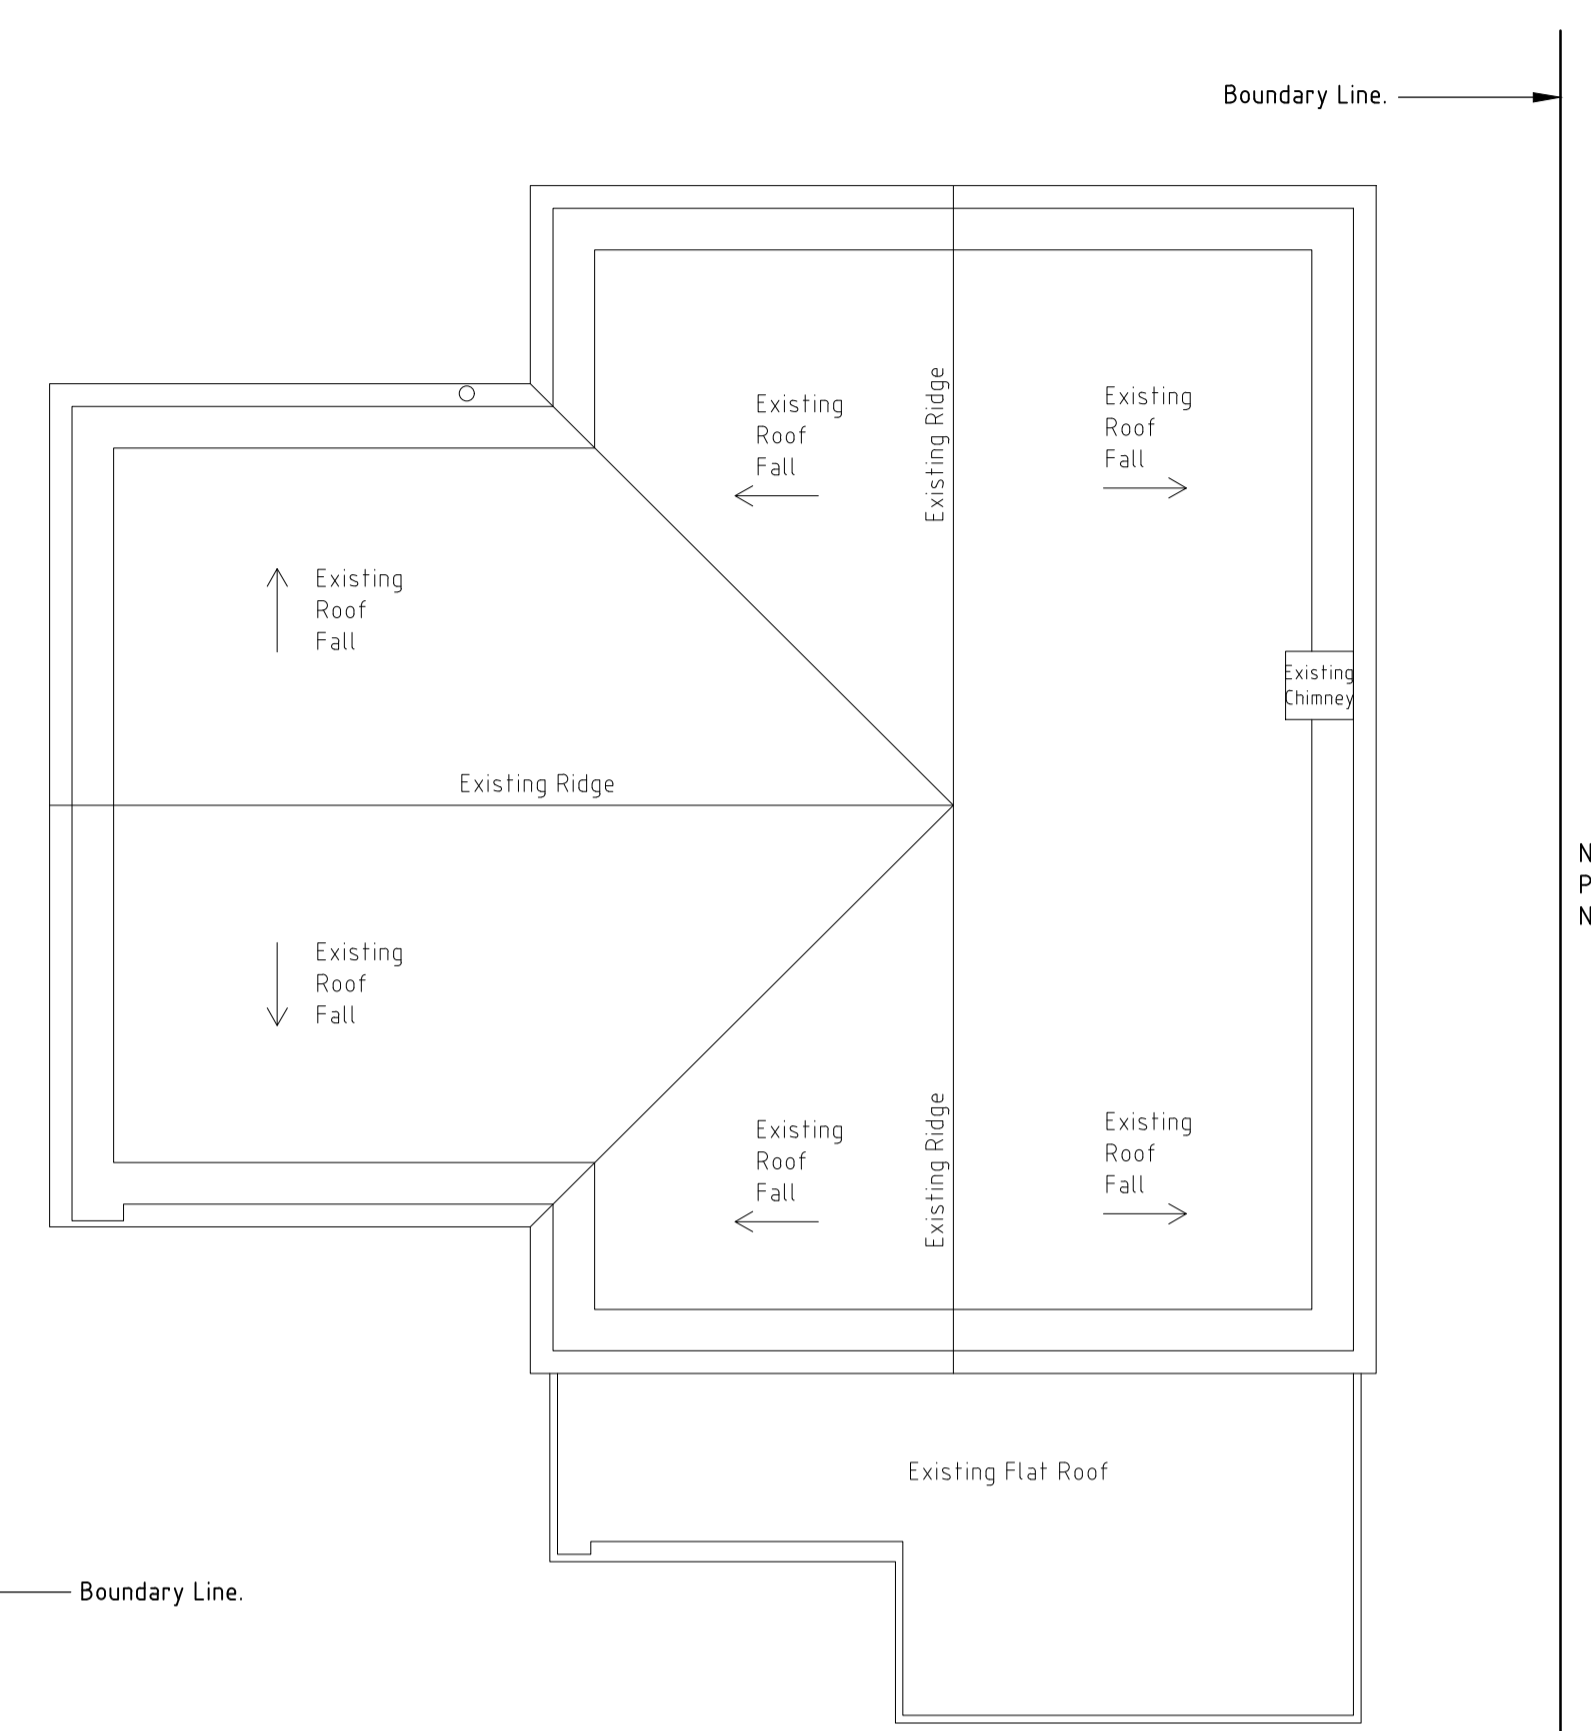 Boundary Line.
Existing
Roof
Fall
Existing Ridge
Existing
Roof
Fall
Existing
Roof
Fall
Existing
Chimney
Existing Ridge
N
P
N
Existing
Roof
Fall
Existing
Roof
Fall
Existing Ridge
Existing
Roof
Fall
Existing Flat Roof
Boundary Line.